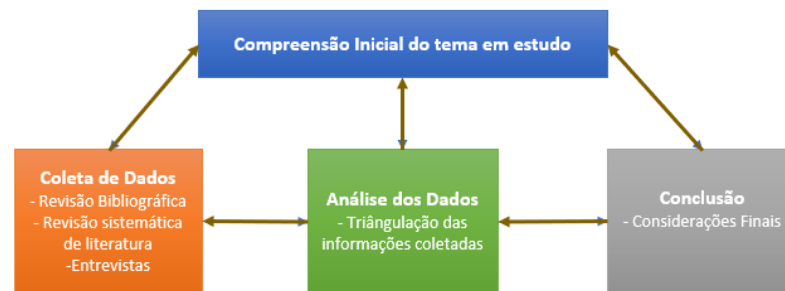 Compreensão Inicial do tema em estudo
Coleta de Dados
- Revisão Bibliográfica
- Revisão sistemática
de literatura
-Entrevistas
Análise dos Dados
- Triângulação das
informações coletadas
Conclusão
- Considerações Finais